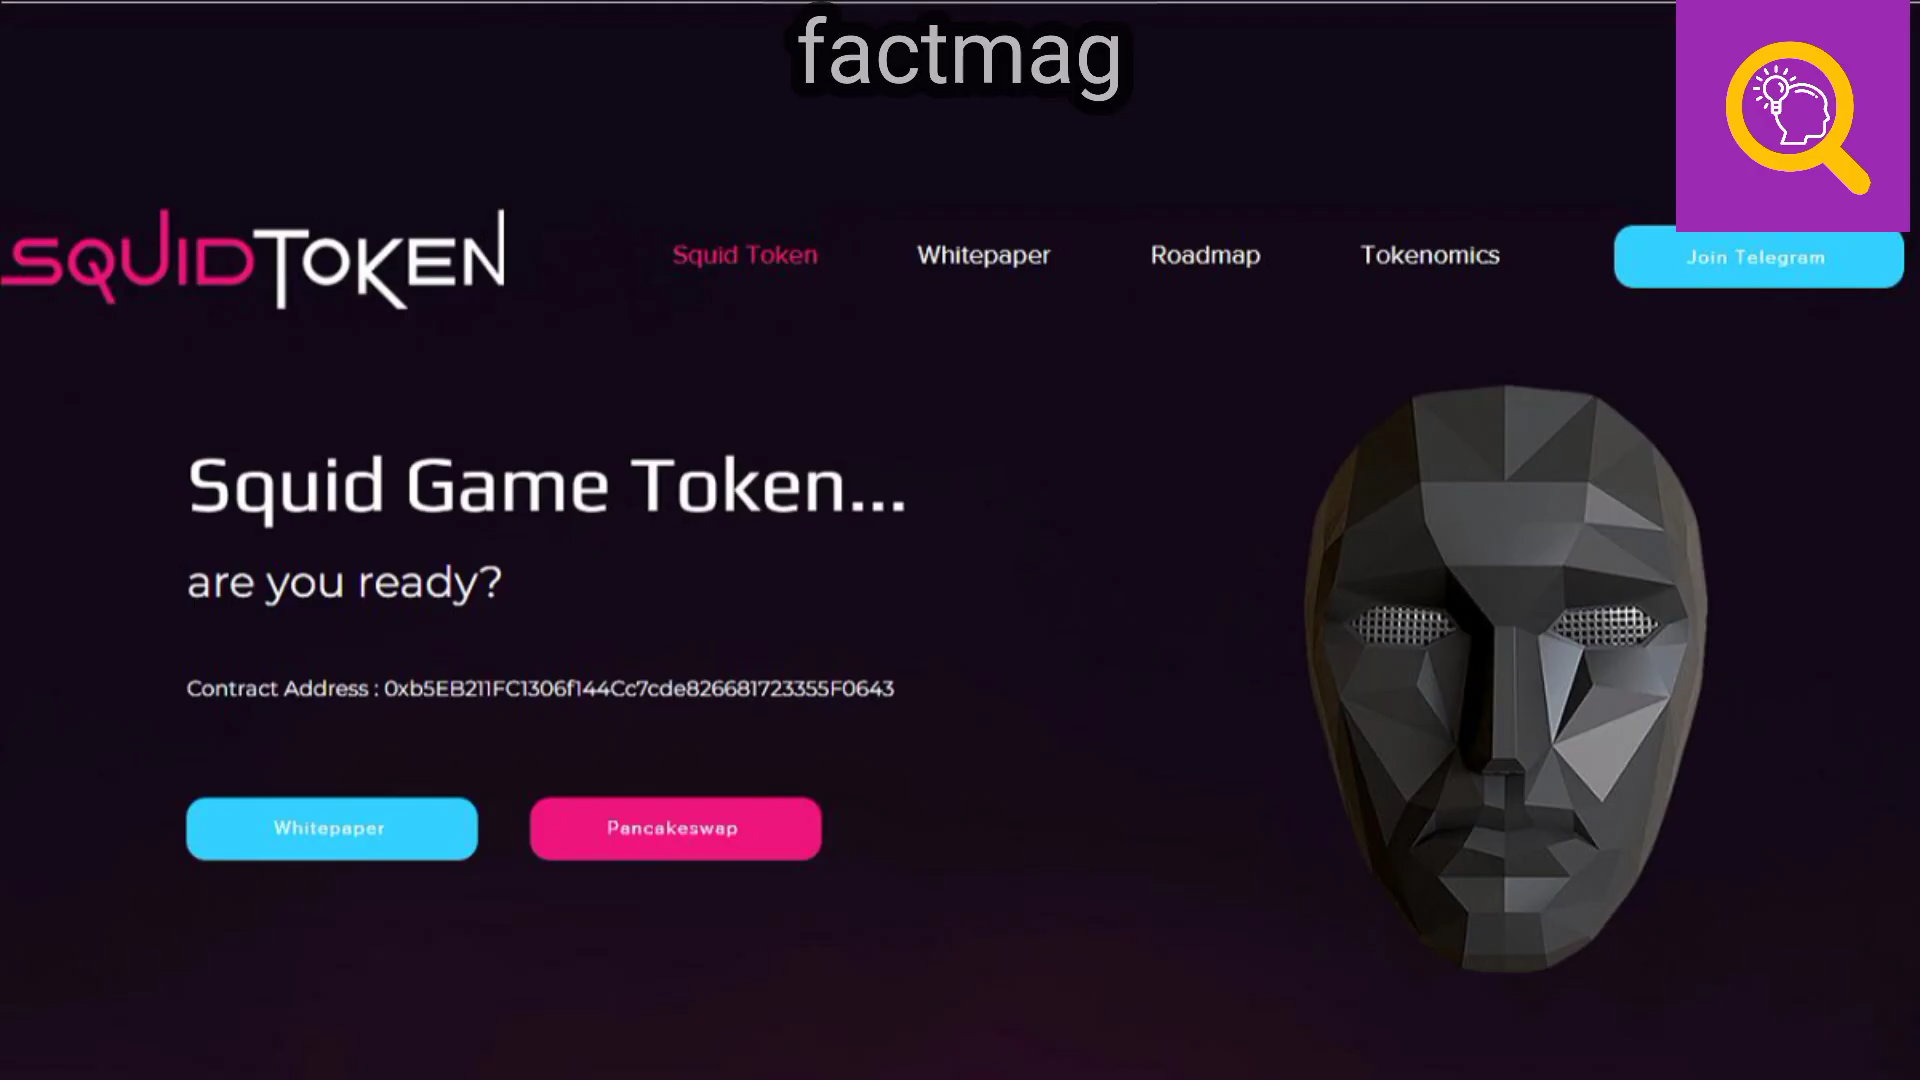 factmag
SQUIDTOKEN
Squid Token
Whitepaper
Roadmap
Tokenomics
Join Telegram
Squid Game Token...
are you ready?
Contract Address : 0xb5EB211FC1306f144Cc7cde826681723355F0643
Whitepaper
Pancakeswap